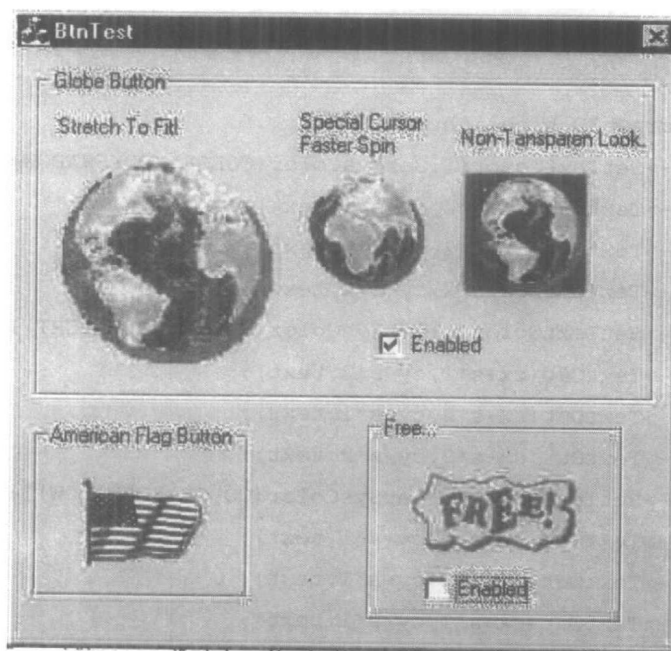 BtnTest
Globe Button
Stretch To Fit!
Special Cursor
Faster Spin
Non-Tansparen Look.
Enabled
American Flag Button
Free...
FREE!
Enabled